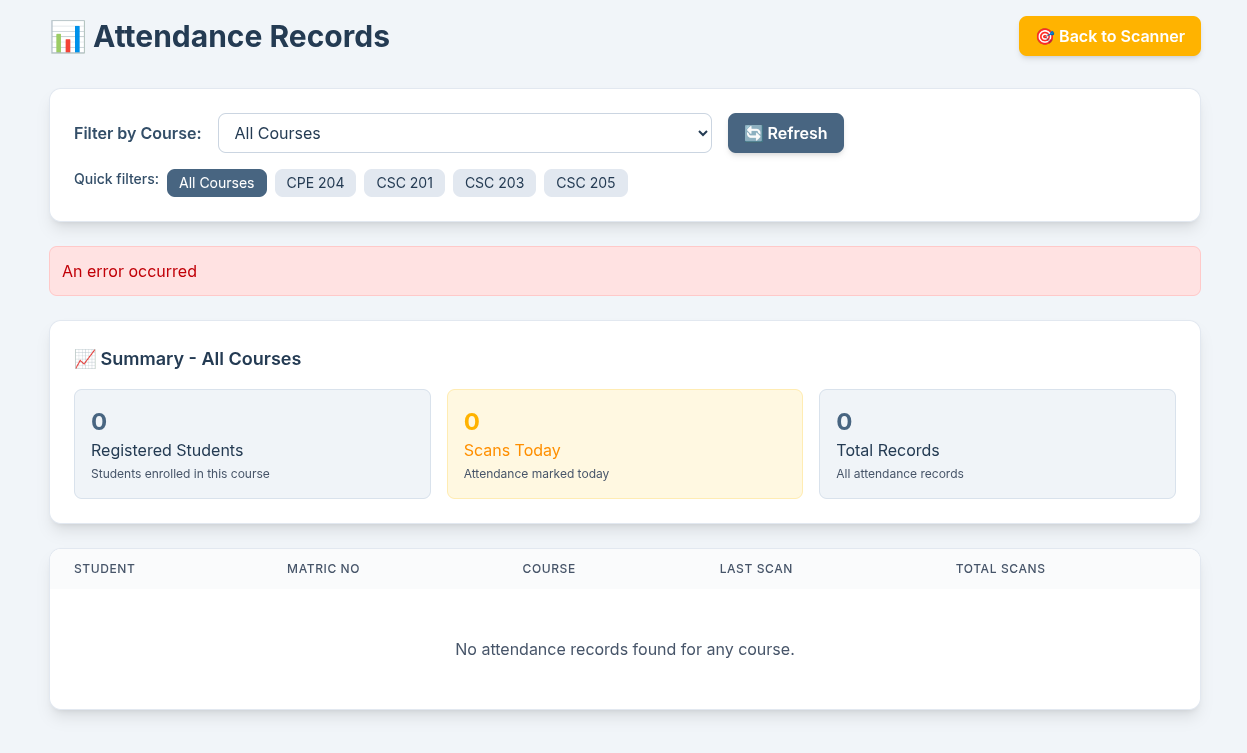 📊 Attendance Records
🎯 Back to Scanner
Filter by Course:
All Courses
🔄 Refresh
Quick filters:
All Courses
CPE 204
CSC 201
CSC 203
CSC 205
An error occurred
📈 Summary - All Courses
0
Registered Students
Students enrolled in this course
0
Scans Today
Attendance marked today
0
Total Records
All attendance records
STUDENT
MATRIC NO
COURSE
LAST SCAN
TOTAL SCANS
No attendance records found for any course.